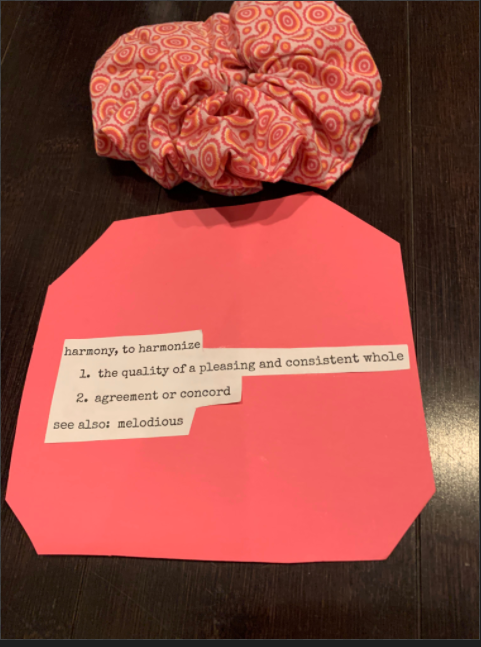 harmony, to harmonize
1. the quality of a pleasing and consistent whole
2. agreement or concord
see also: melodious